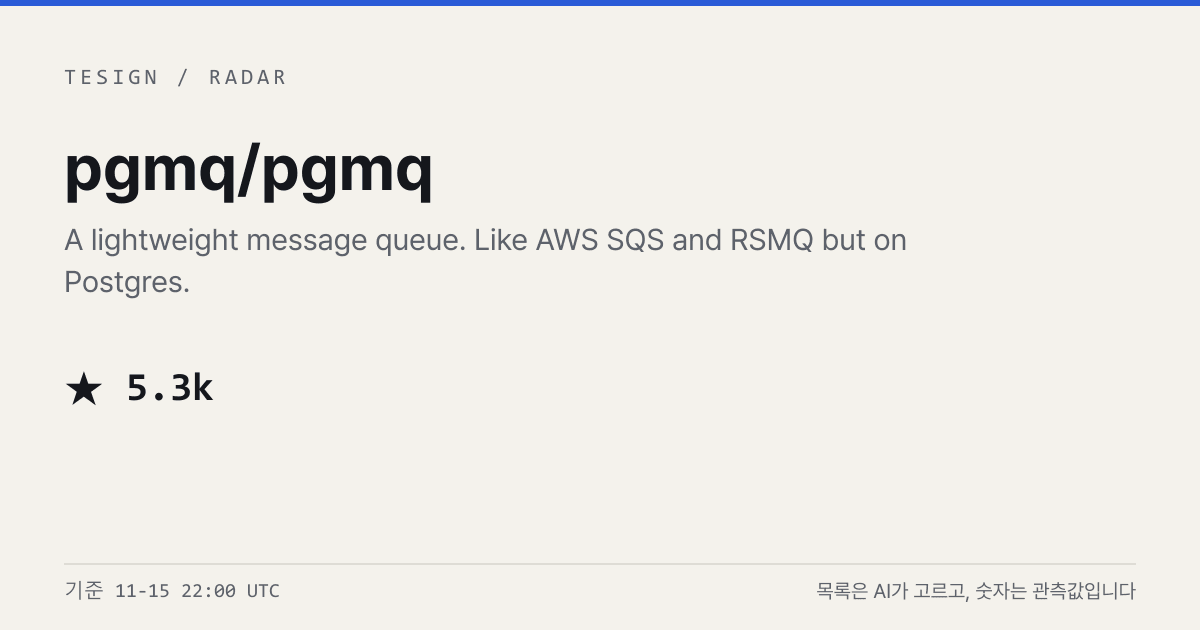 TESIGN / RADAR
pgmq/pgmq
A lightweight message queue. Like AWS SQS and RSMQ but on
Postgres.
★ 5.3k
기준 11-15 22:00 UTC
목록은 AI가 고르고, 숫자는 관측값입니다